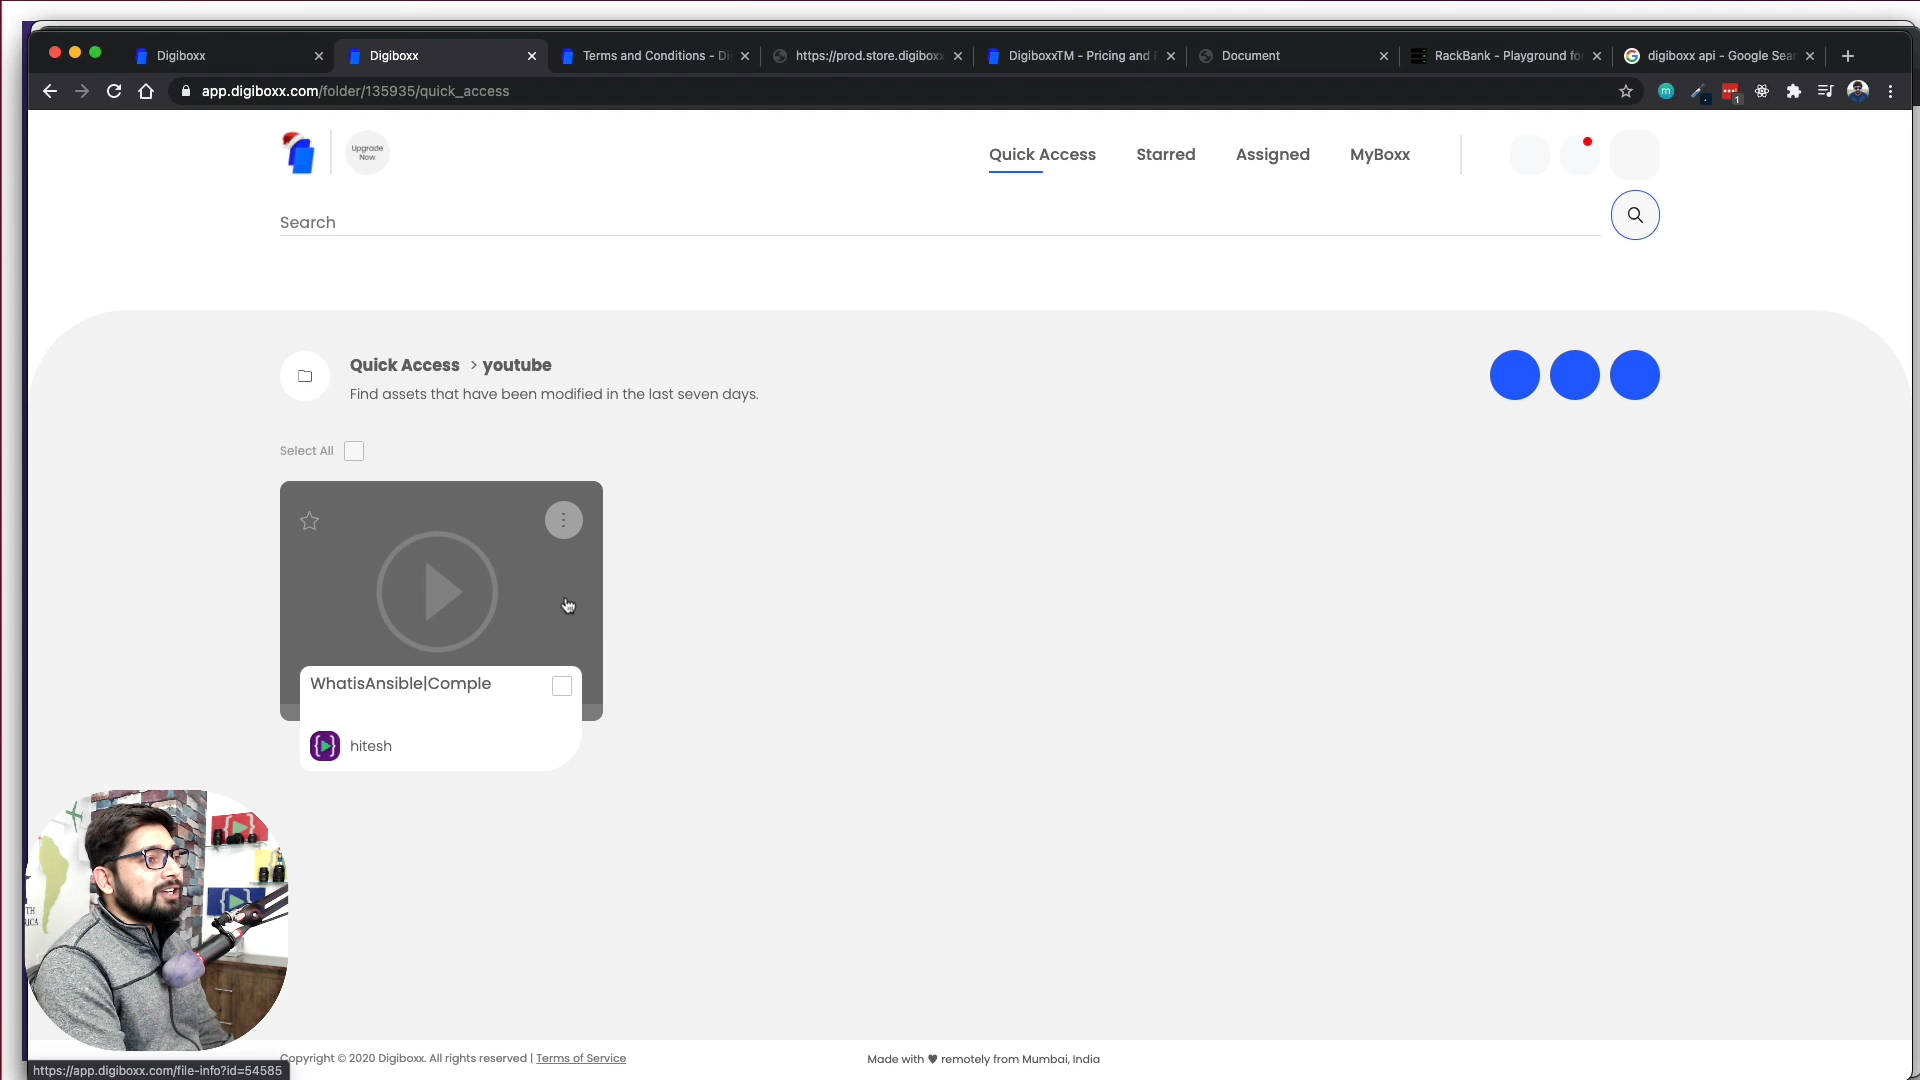 Digiboxx
Digiboxx
Terms and Conditions - Di
https://prod.store.digiboxx
DigiboxxTM - Pricing and
Document
RackBank - Playground fo
digiboxx api - Google Sear
app.digiboxx.com/folder/135935/quick_access
1
Upgrade
Now
Quick Access
Starred
Assigned
MyBoxx
Search
Quick Access > youtube
Find assets that have been modified in the last seven days.
Select All
WhatisAnsible|Comple
hitesh
Copyright © 2020 Digiboxx. All rights reserved | Terms of Service
Made with ♥ remotely from Mumbai, India
https://app.digiboxx.com/file-info?id=54585